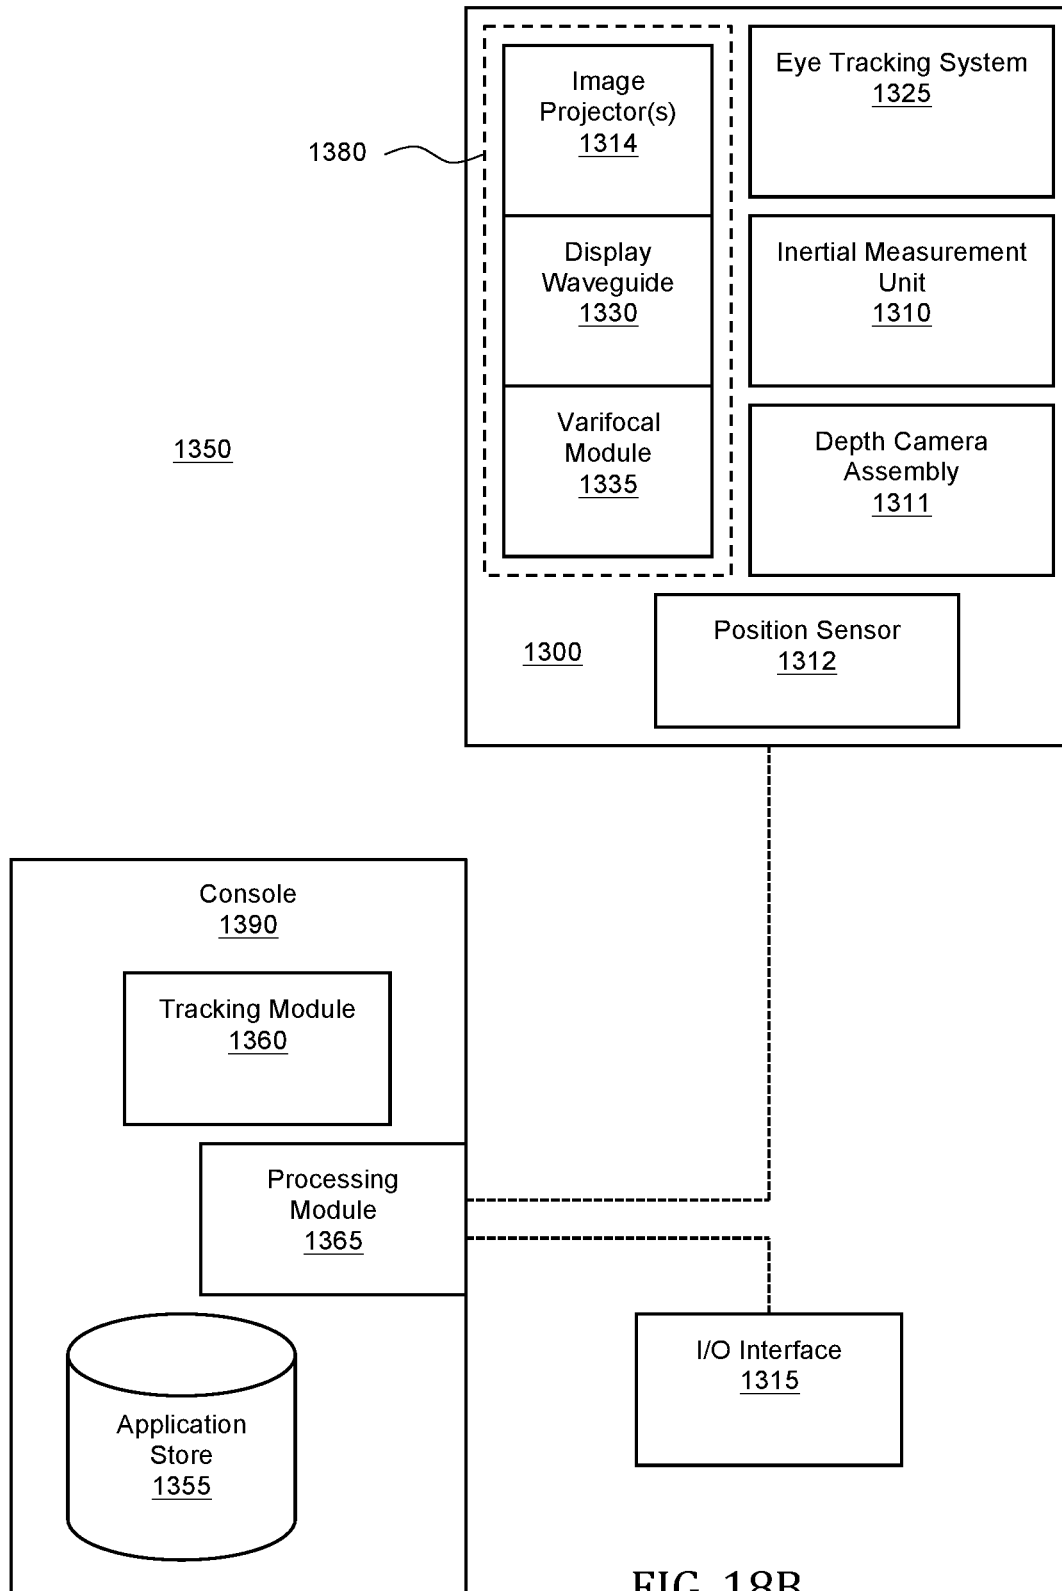 Image
Projector(s)
1314
Eye Tracking System
1325
1380
Display
Waveguide
1330
Inertial Measurement
Unit
1310
Varifocal
Module
1335
Depth Camera
Assembly
1311
1350
1300
Position Sensor
1312
Console
1390
Tracking Module
1360
Processing
Module
1365
I/O Interface
1315
Application
Store
1355
FIG. 18B